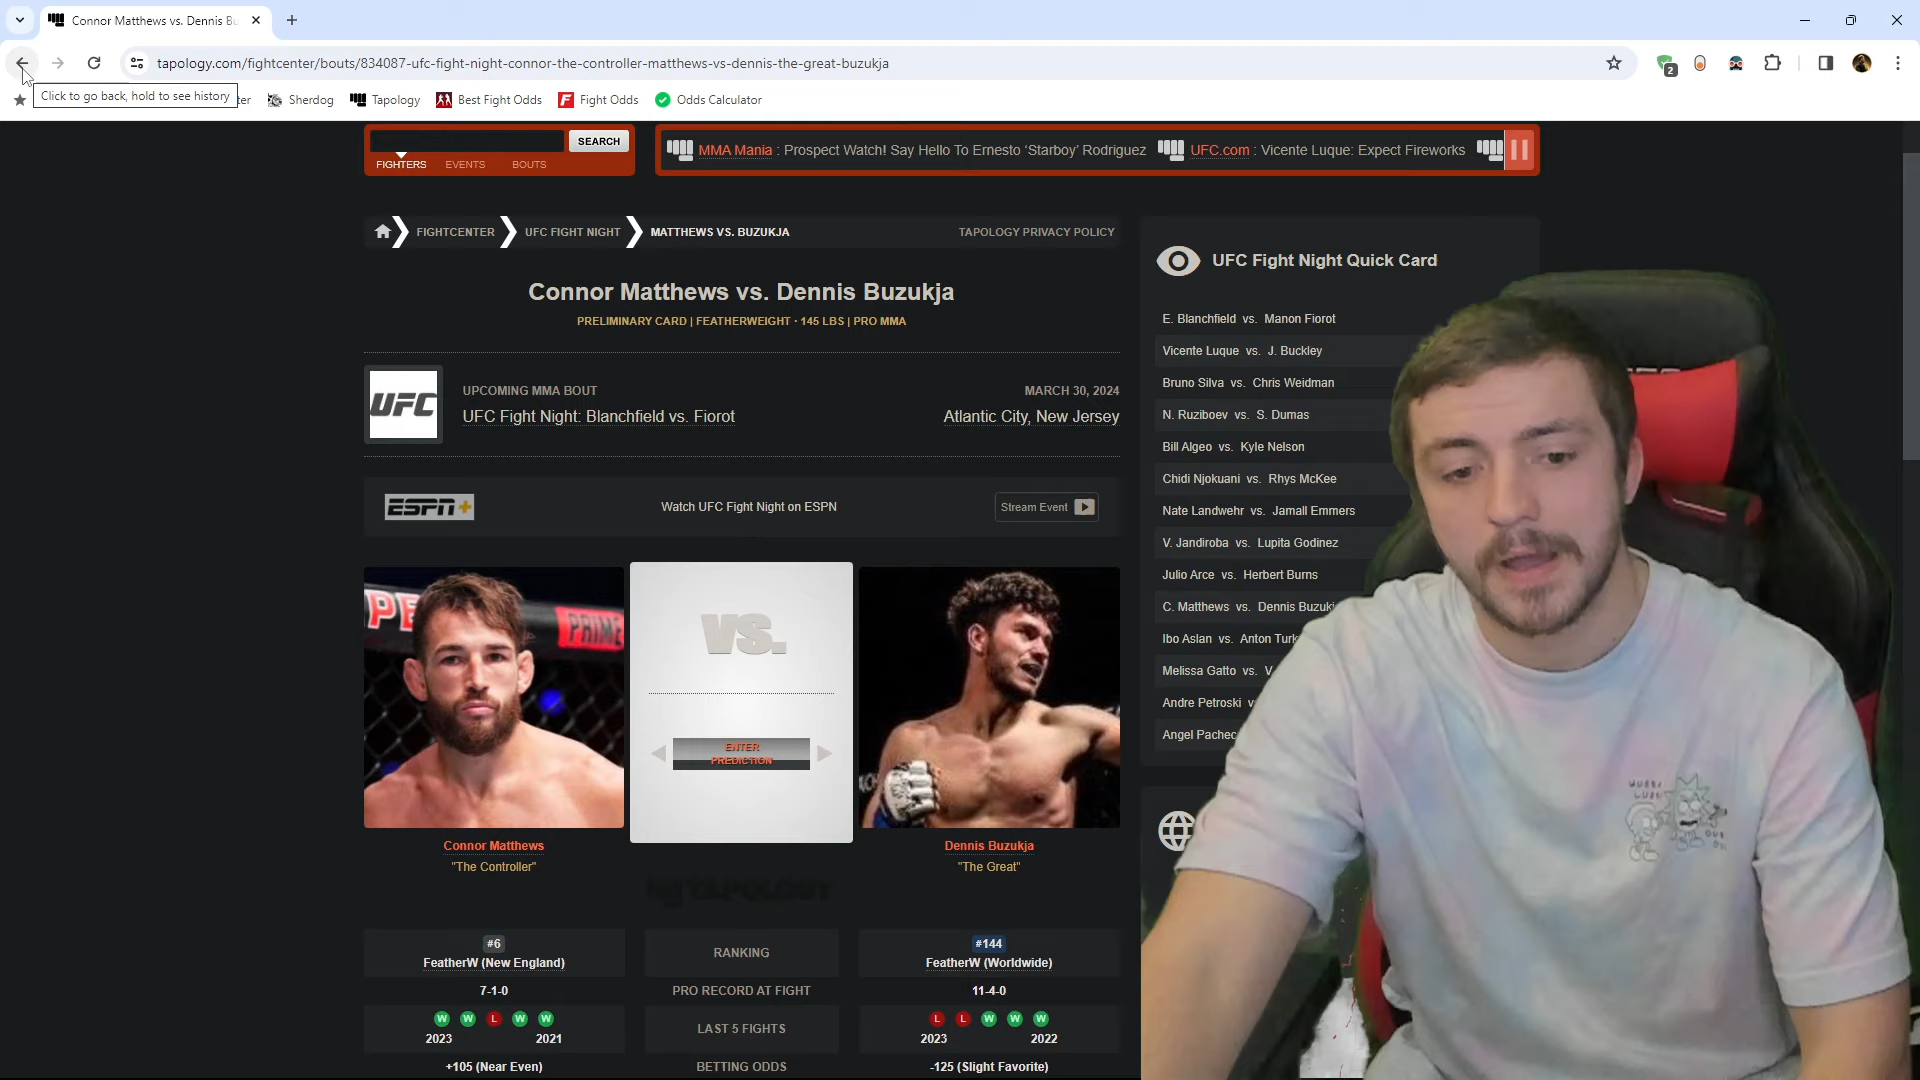 Connor Matthews vs. Dennis Bu
tapology.com/fightcenter/bouts/834087-ufc-fight-night-connor-the-controller-matthews-vs-dennis-the-great-buzukja
2
Click to go back, hold to see history
ter
Sherdog
Tapology
Best Fight Odds
Fight Odds
Odds Calculator
SEARCH
FIGHTERS
EVENTS
BOUTS
MMA Mania : Prospect Watch! Say Hello To Ernesto ‘Starboy’ Rodriguez
UFC.com : Vicente Luque: Expect Fireworks
FIGHTCENTER
UFC FIGHT NIGHT
MATTHEWS VS. BUZUKJA
TAPOLOGY PRIVACY POLICY
Connor Matthews vs. Dennis Buzukja
PRELIMINARY CARD | FEATHERWEIGHT · 145 LBS | PRO MMA
UFC
UPCOMING MMA BOUT
MARCH 30, 2024
UFC Fight Night: Blanchfield vs. Fiorot
Atlantic City, New Jersey
ESPN+
Watch UFC Fight Night on ESPN
Stream Event
PRIME
VS.
ENTER
PREDICTION
Connor Matthews
"The Controller"
Dennis Buzukja
"The Great"
TAPOLOGY
#6
FeatherW (New England)
RANKING
#144
FeatherW (Worldwide)
7-1-0
PRO RECORD AT FIGHT
11-4-0
W W L W W
2023 2021
LAST 5 FIGHTS
L L W W W
2023 2022
+105 (Near Even)
BETTING ODDS
-125 (Slight Favorite)
UFC Fight Night Quick Card
E. Blanchfield vs. Manon Fiorot
Vicente Luque vs. J. Buckley
Bruno Silva vs. Chris Weidman
N. Ruziboev vs. S. Dumas
Bill Algeo vs. Kyle Nelson
Chidi Njokuani vs. Rhys McKee
Nate Landwehr vs. Jamall Emmers
V. Jandiroba vs. Lupita Godinez
Julio Arce vs. Herbert Burns
C. Matthews vs. Dennis Buzukj
Ibo Aslan vs. Anton Turk
Melissa Gatto vs. V
Andre Petroski v
Angel Pachec